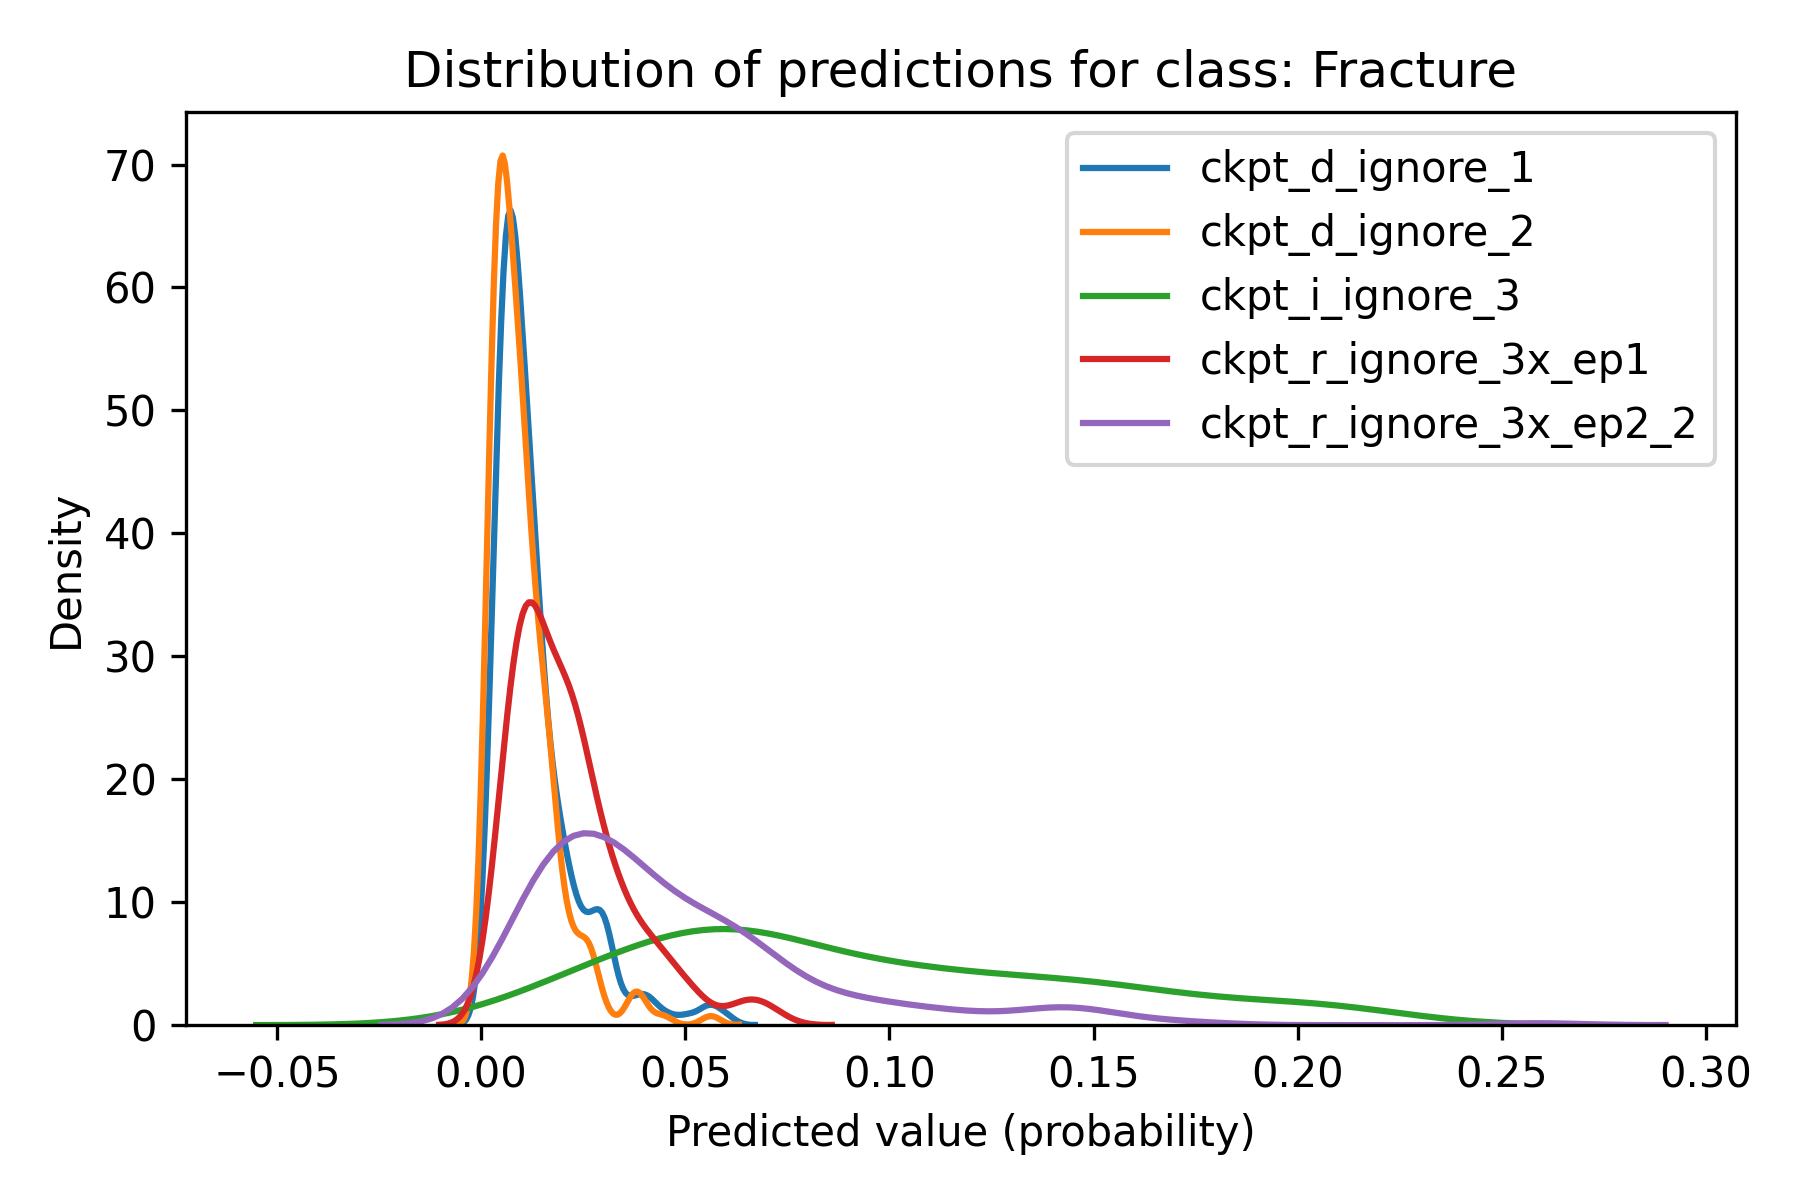 Distribution of predictions for class: Fracture
ckpt_d_ignore_1
ckpt_d_ignore_2
ckpt_i_ignore_3
ckpt_r_ignore_3x_ep1
ckpt_r_ignore_3x_ep2_2
Density
70
60
50
40
30
20
10
0
−0.05 0.00 0.05 0.10 0.15 0.20 0.25 0.30
Predicted value (probability)